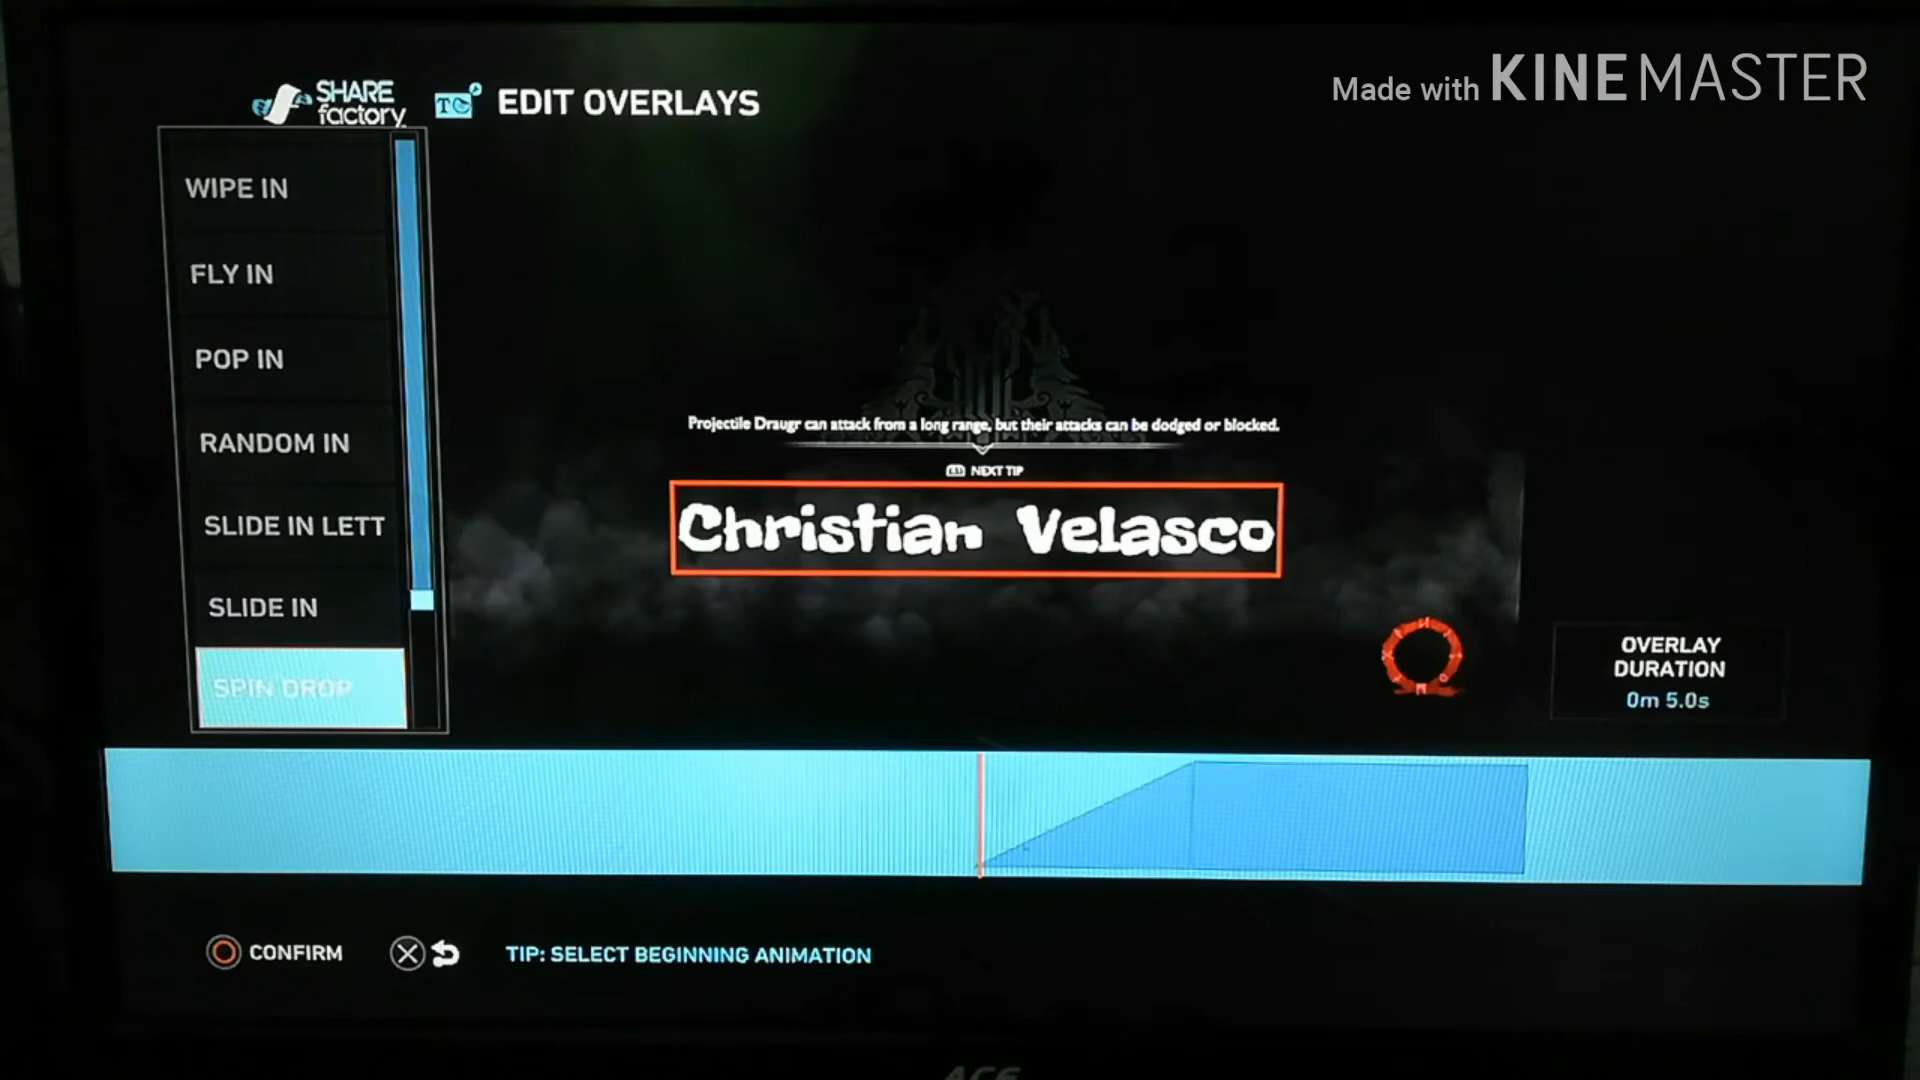 Made with KINEMASTER
SHARE
factory
EDIT OVERLAYS
WIPE IN
FLY IN
POP IN
RANDOM IN
SLIDE IN LETT
SLIDE IN
SPIN DROP
Projectile Draugr can attack from a long range, but their attacks can be dodged or blocked.
NEXT TIP
Christian Velasco
OVERLAY
DURATION
0m 5.0s
CONFIRM
TIP: SELECT BEGINNING ANIMATION